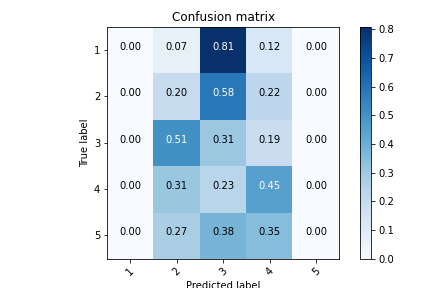 Confusion matrix
1 0.00 0.07 0.81 0.12 0.00
2 0.00 0.20 0.58 0.22 0.00
3 0.00 0.51 0.31 0.19 0.00
4 0.00 0.31 0.23 0.45 0.00
5 0.00 0.27 0.38 0.35 0.00
True label
1 2 3 4 5
Predicted label
0.8
0.7
0.6
0.5
0.4
0.3
0.2
0.1
0.0